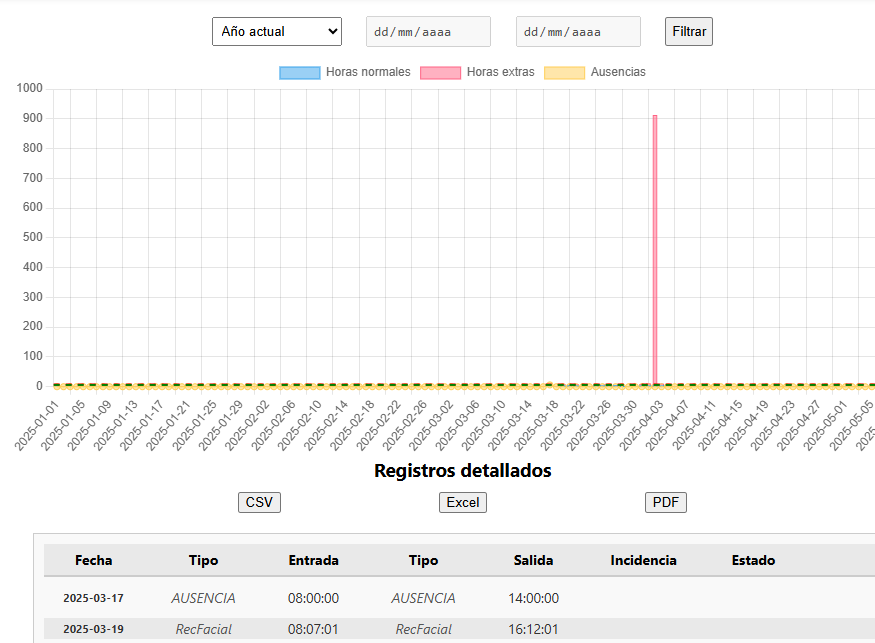 Año actual dd/mm/aaaa dd/mm/aaaa Filtrar
Horas normales Horas extras Ausencias
1000
900
800
700
600
500
400
300
200
100
0
2025-01-01 2025-01-05 2025-01-09 2025-01-13 2025-01-17 2025-01-21 2025-01-25 2025-01-29 2025-02-02 2025-02-06 2025-02-10 2025-02-14 2025-02-18 2025-02-22 2025-02-26 2025-03-02 2025-03-06 2025-03-10 2025-03-14 2025-03-18 2025-03-22 2025-03-26 2025-03-30 2025-04-03 2025-04-07 2025-04-11 2025-04-15 2025-04-19 2025-04-23 2025-04-27 2025-05-01 2025-05-05
Registros detallados
CSV Excel PDF
Fecha Tipo Entrada Tipo Salida Incidencia Estado
2025-03-17 AUSENCIA 08:00:00 AUSENCIA 14:00:00
2025-03-19 RecFacial 08:07:01 RecFacial 16:12:01